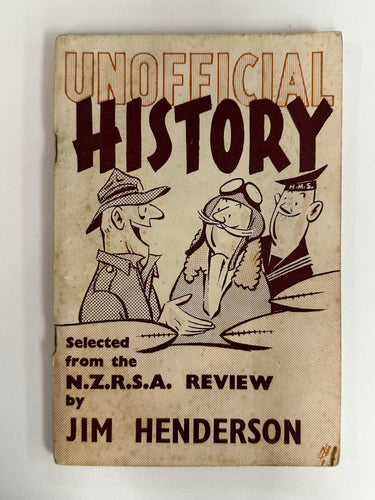 UNOFFICIAL
HISTORY
H.M.S.
Selected
from the
N.Z.R.S.A. REVIEW
by
JIM HENDERSON